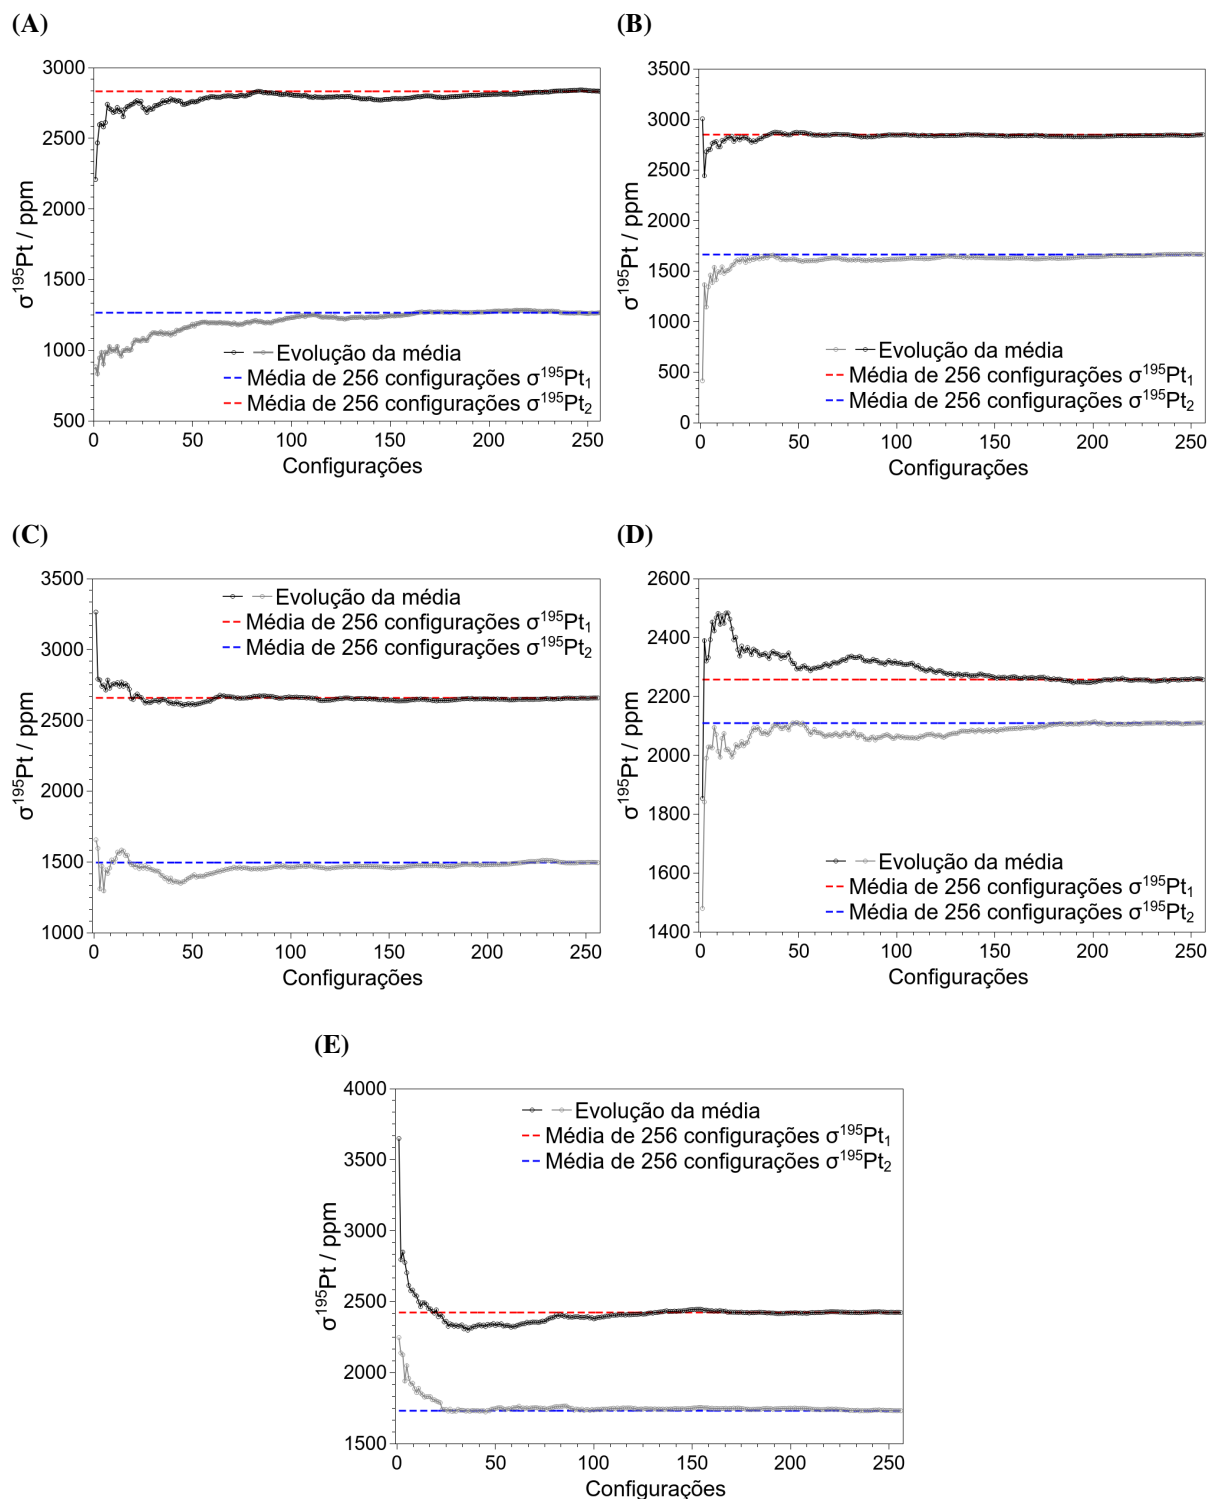 (A)
3000
2500
2000
1500
1000
500
σ¹⁹⁵Pt / ppm
Evolução da média
Média de 256 configurações σ¹⁹⁵Pt₁
Média de 256 configurações σ¹⁹⁵Pt₂
0 50 100 150 200 250
Configurações
(B)
3500
3000
2500
2000
1500
1000
500
0
σ¹⁹⁵Pt / ppm
Evolução da média
Média de 256 configurações σ¹⁹⁵Pt₁
Média de 256 configurações σ¹⁹⁵Pt₂
0 50 100 150 200 250
Configurações
(C)
3500
3000
2500
2000
1500
1000
σ¹⁹⁵Pt / ppm
Evolução da média
Média de 256 configurações σ¹⁹⁵Pt₁
Média de 256 configurações σ¹⁹⁵Pt₂
0 50 100 150 200 250
Configurações
(D)
2600
2400
2200
2000
1800
1600
1400
σ¹⁹⁵Pt / ppm
Evolução da média
Média de 256 configurações σ¹⁹⁵Pt₁
Média de 256 configurações σ¹⁹⁵Pt₂
0 50 100 150 200 250
Configurações
(E)
4000
3500
3000
2500
2000
1500
σ¹⁹⁵Pt / ppm
Evolução da média
Média de 256 configurações σ¹⁹⁵Pt₁
Média de 256 configurações σ¹⁹⁵Pt₂
0 50 100 150 200 250
Configurações